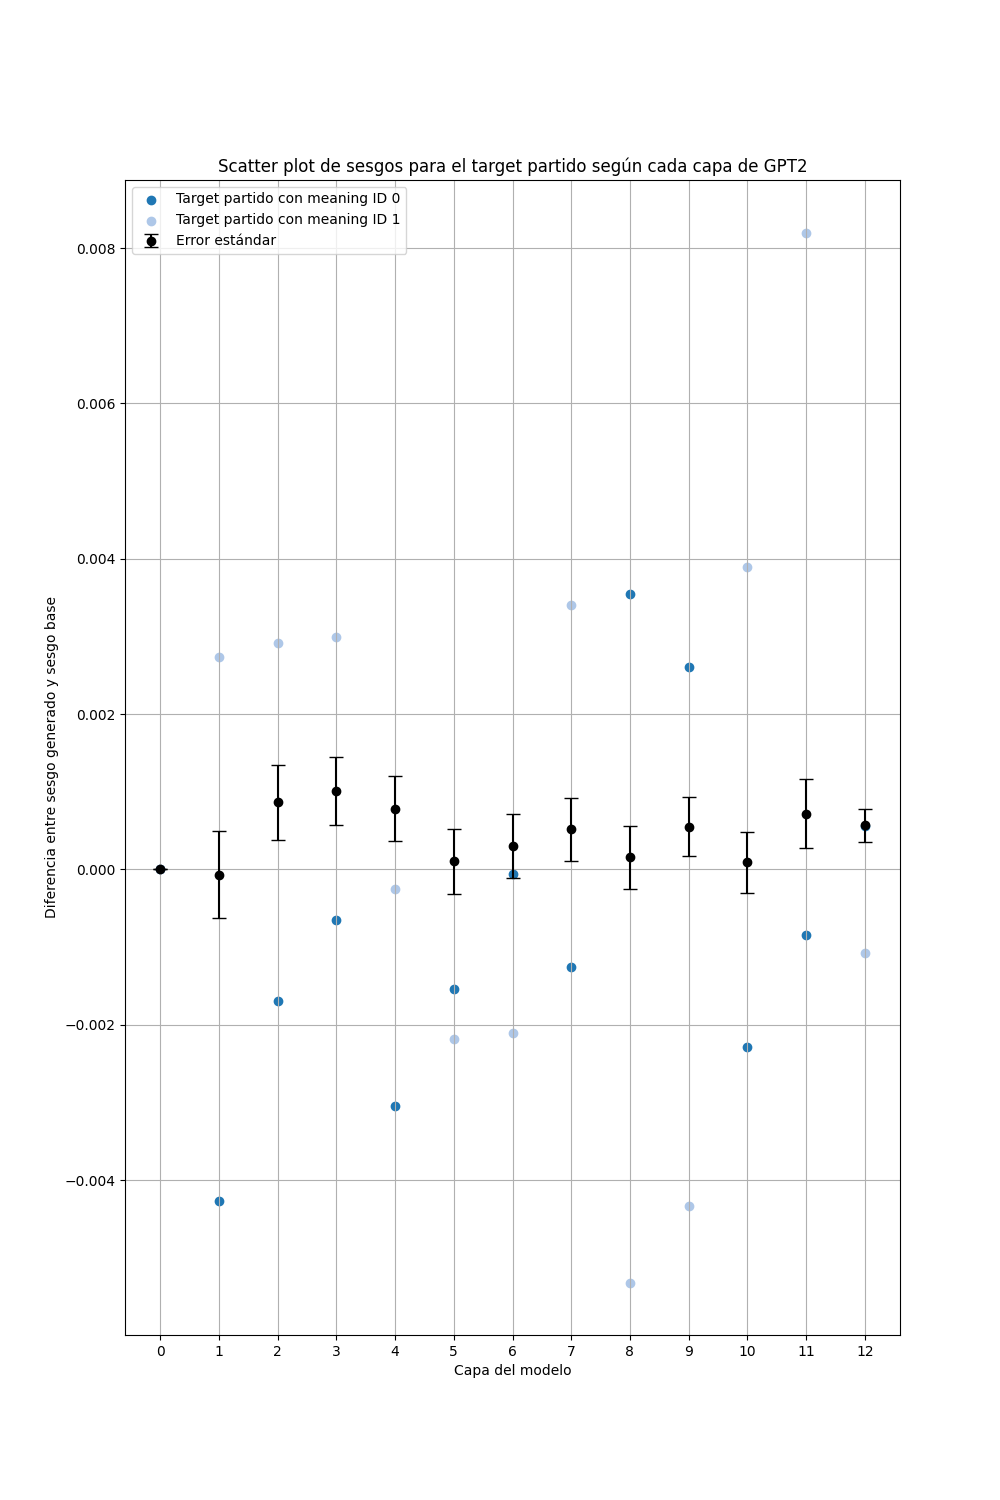 Scatter plot de sesgos para el target partido según cada capa de GPT2
Target partido con meaning ID 0
Target partido con meaning ID 1
Error estándar
0.008
0.006
0.004
0.002
0.000
−0.002
−0.004
Diferencia entre sesgo generado y sesgo base
0 1 2 3 4 5 6 7 8 9 10 11 12
Capa del modelo